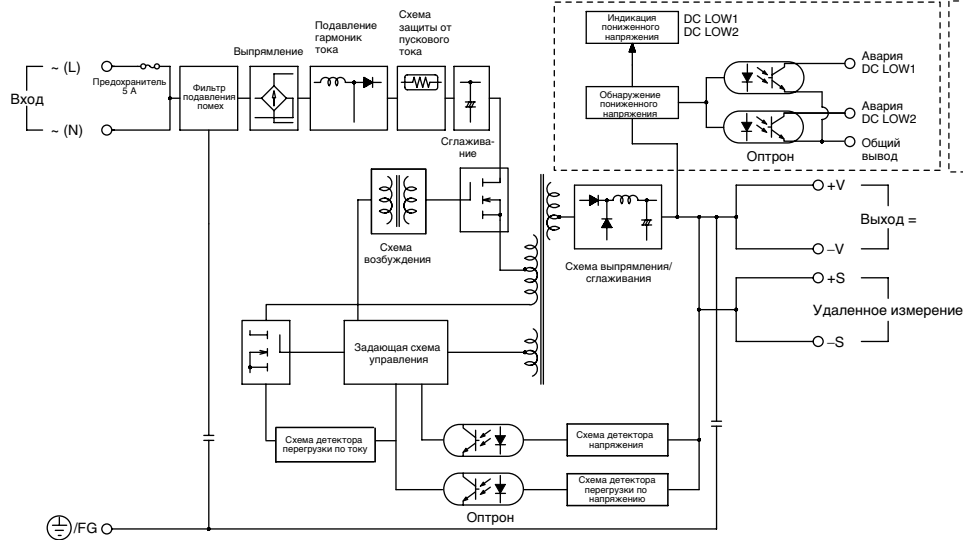 Индикация
пониженного
напряжения
DC LOW1
DC LOW2
Схема
защиты от
пускового
тока
Подавление
гармоник
тока
Выпрямление
~ (L)
Предохранитель
5 А
Вход
~ (N)
Фильтр
подавления
помех
Сглажива-
ние
Обнаружение
пониженного
напряжения
Авария
DC LOW1
Авария
DC LOW2
Общий
вывод
Оптрон
Схема
возбуждения
Схема выпрямления/
сглаживания
+V
Выход =
–V
+S
Удаленное измерение
–S
Задающая схема
управления
Схема детектора
перегрузки по току
Схема детектора
напряжения
Схема детектора
перегрузки по
напряжению
Оптрон
/FG